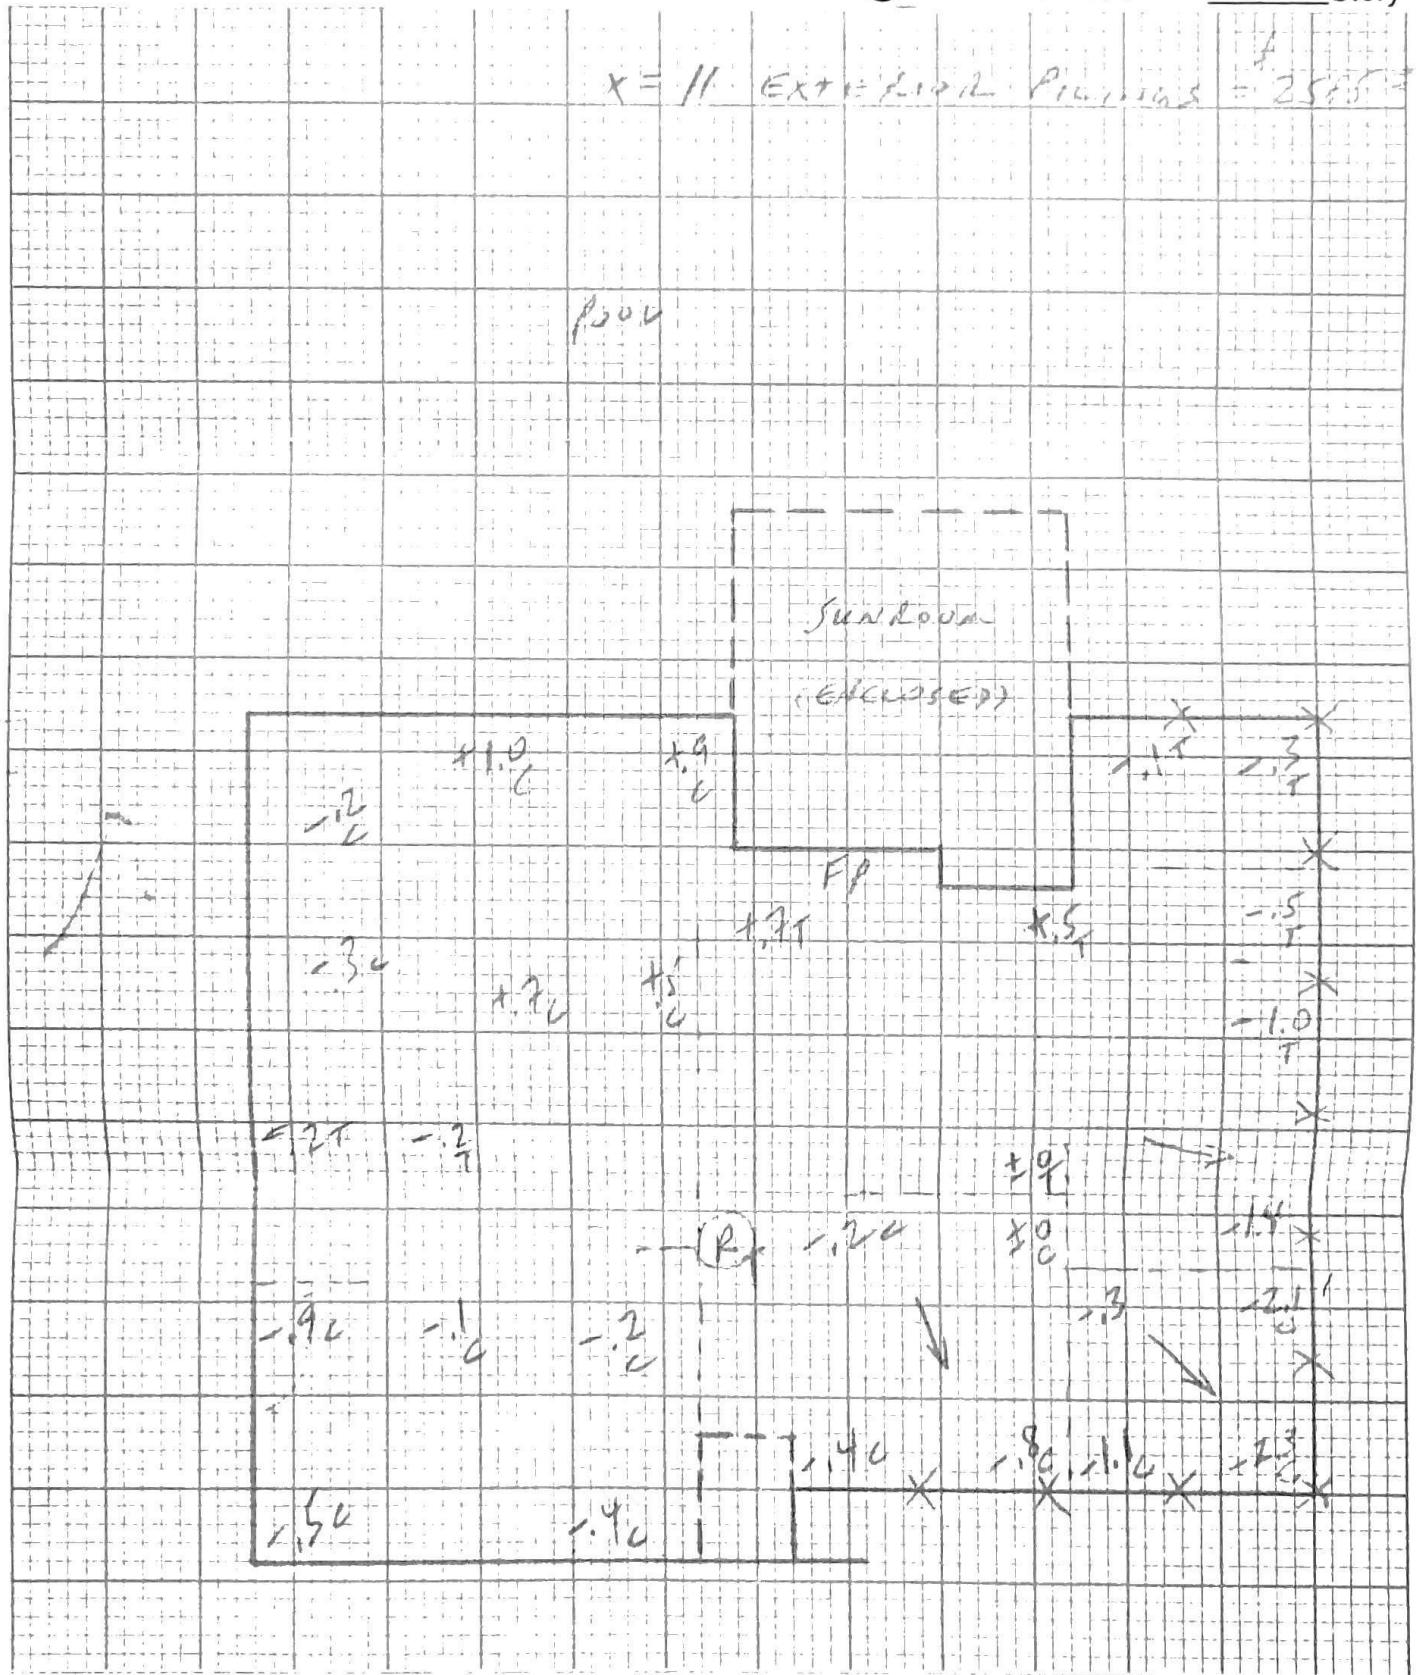 Story
X = 11 EXTERIOR PILINGS =
POOL
SUNROOM
(ENCLOSED)
+1.0 C
+.9 C
-.1 T
-.3 T
-.2 C
FP
+.7 T
+.5 T
-.5 T
-.3 C
+.7 C
+.5 C
-1.0 T
-.2 T
-.2 T
±0 T
R
-.2 C
±0 C
-1.4
-.9 C
-.1 C
-.2 C
-.3
-2.1 C
-.4 C
-.8 C
-1.1 C
-2.3 C
-.5 C
-.4 C